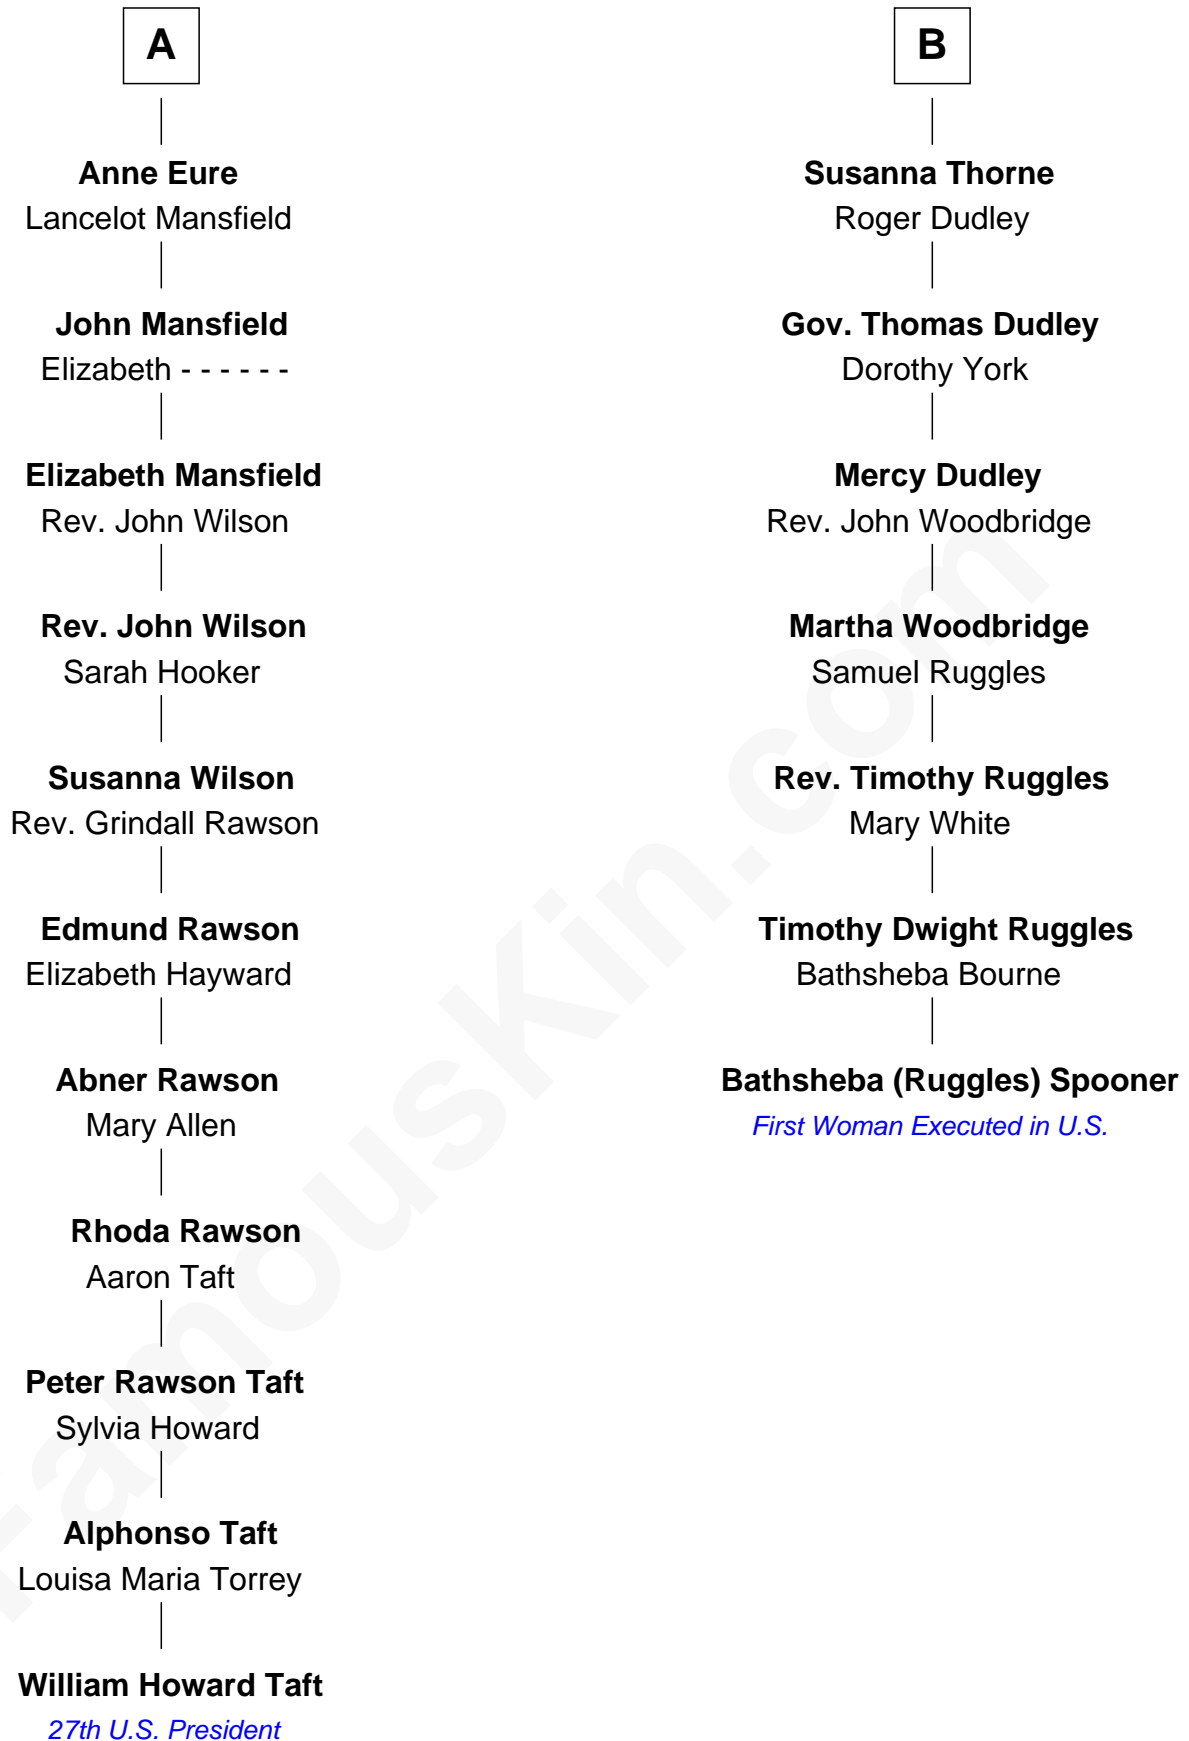 A
Anne Eure
Lancelot Mansfield
John Mansfield
Elizabeth - - - - - -
Elizabeth Mansfield
Rev. John Wilson
Rev. John Wilson
Sarah Hooker
Susanna Wilson
Rev. Grindall Rawson
Edmund Rawson
Elizabeth Hayward
Abner Rawson
Mary Allen
Rhoda Rawson
Aaron Taft
Peter Rawson Taft
Sylvia Howard
Alphonso Taft
Louisa Maria Torrey
William Howard Taft
27th U.S. President
B
Susanna Thorne
Roger Dudley
Gov. Thomas Dudley
Dorothy York
Mercy Dudley
Rev. John Woodbridge
Martha Woodbridge
Samuel Ruggles
Rev. Timothy Ruggles
Mary White
Timothy Dwight Ruggles
Bathsheba Bourne
Bathsheba (Ruggles) Spooner
First Woman Executed in U.S.
FamousKin.com